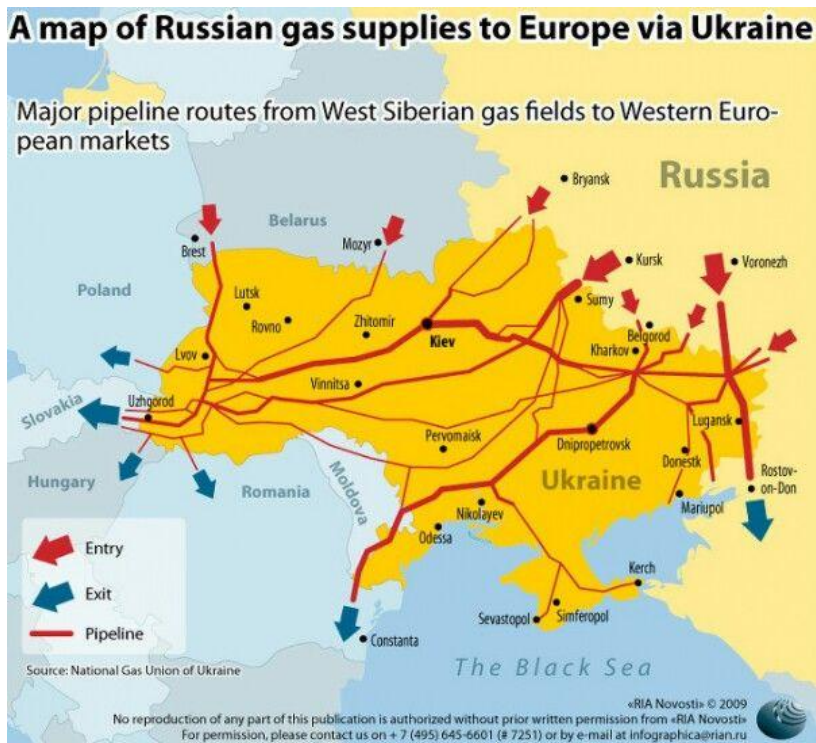 A map of Russian gas supplies to Europe via Ukraine
Major pipeline routes from West Siberian gas fields to Western Euro-
pean markets
Bryansk
Russia
Belarus
Brest
Mozyr
Kursk
Voronezh
Poland
Lutsk
Sumy
Rovno
Zhitomir
Kiev
Belgorod
Kharkov
Lvov
Vinnitsa
Uzhgorod
Slovakia
Lugansk
Pervomaisk
Dnipropetrovsk
Donestk
Hungary
Romania
Moldova
Ukraine
Rostov-
on-Don
Nikolayev
Mariupol
Odessa
Entry
Exit
Pipeline
Kerch
Sevastopol
Simferopol
Constanta
The Black Sea
Source: National Gas Union of Ukraine
«RIA Novosti» © 2009
No reproduction of any part of this publication is authorized without prior written permission from «RIA Novosti»
For permission, please contact us on + 7 (495) 645-6601 (# 7251) or by e-mail at infographica@rian.ru